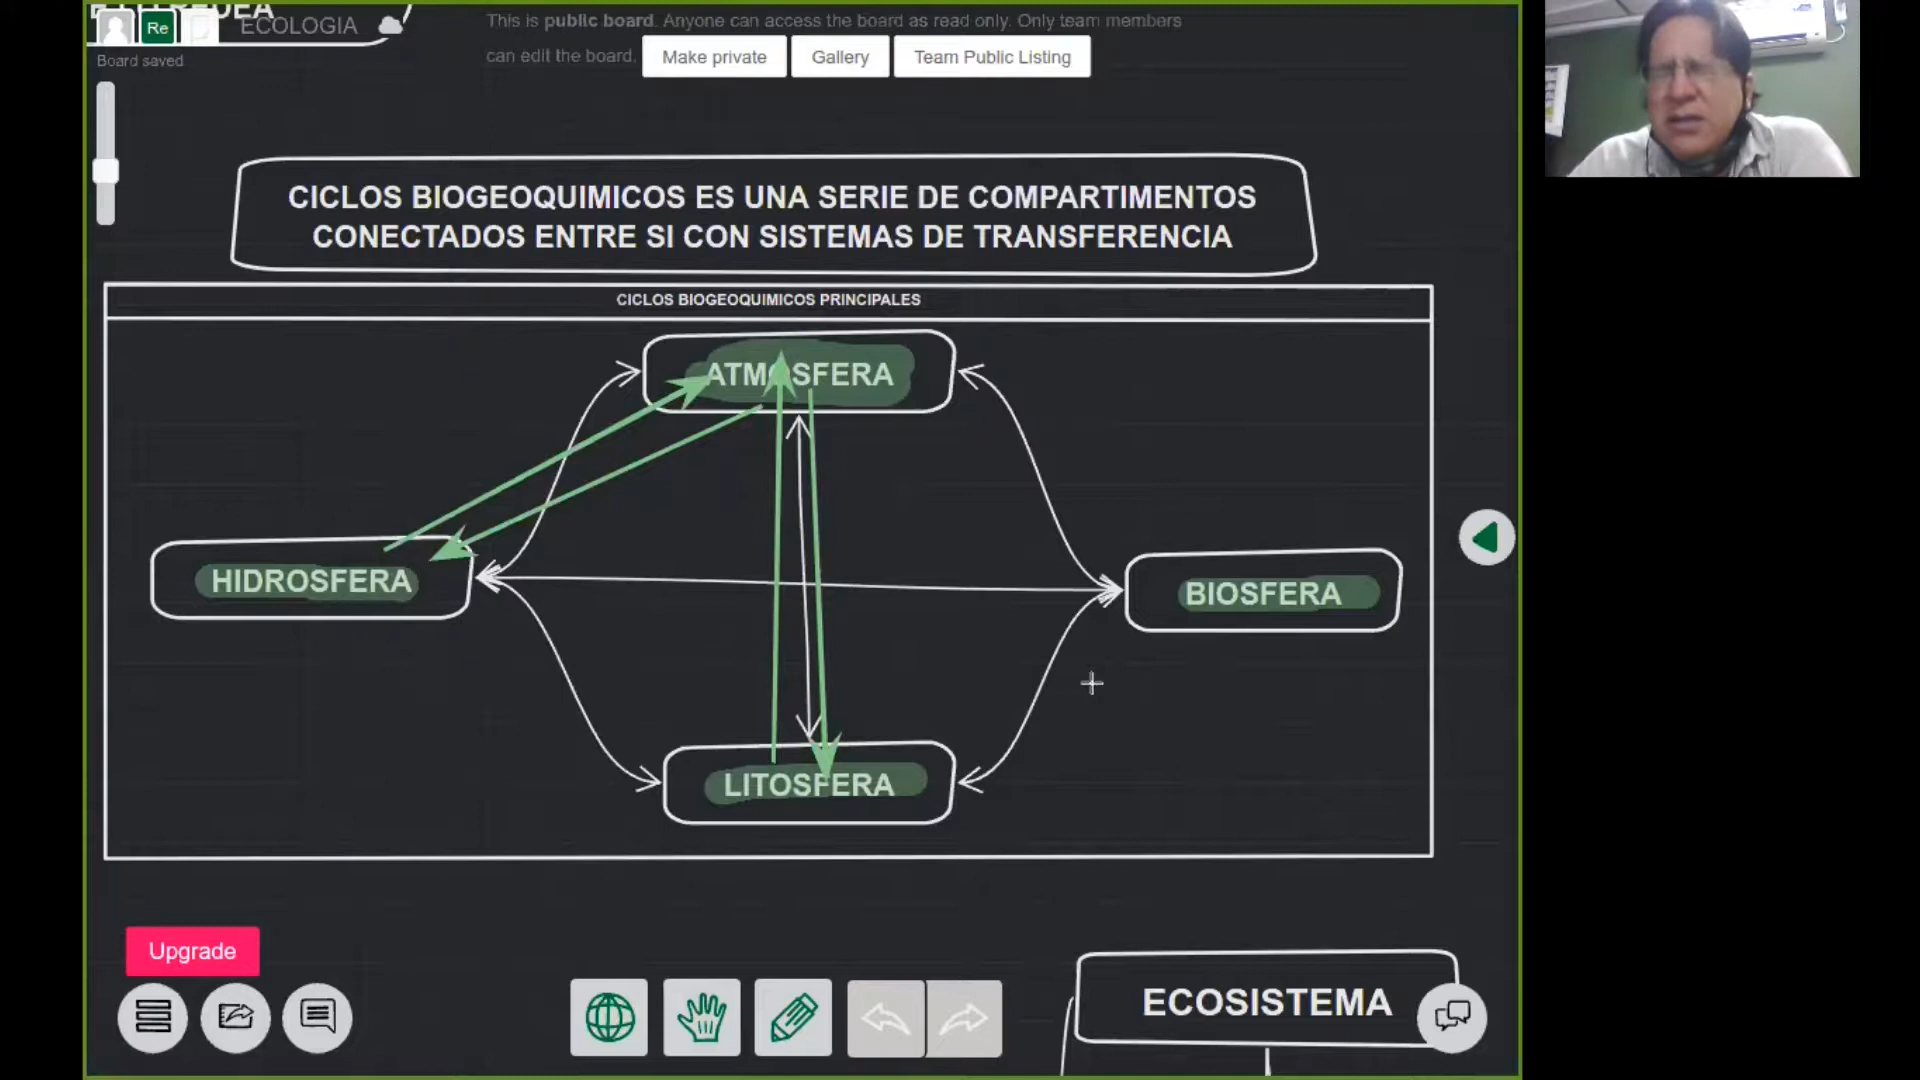 Re
ECOLOGIA
Board saved
This is public board. Anyone can access the board as read only. Only team members
can edit the board.
Make private
Gallery
Team Public Listing
CICLOS BIOGEOQUIMICOS ES UNA SERIE DE COMPARTIMENTOS
CONECTADOS ENTRE SI CON SISTEMAS DE TRANSFERENCIA
CICLOS BIOGEOQUIMICOS PRINCIPALES
ATMOSFERA
HIDROSFERA
BIOSFERA
LITOSFERA
Upgrade
ECOSISTEMA